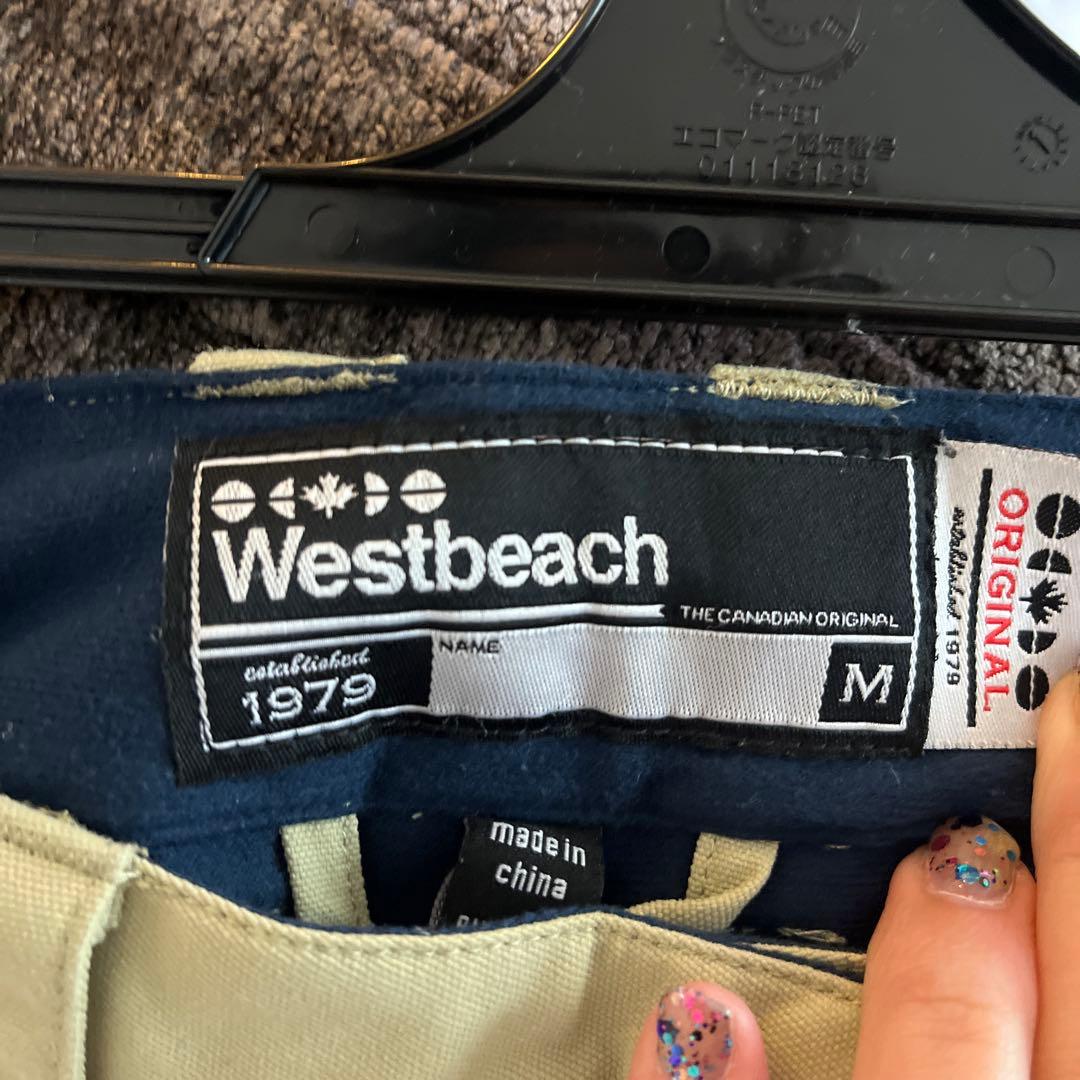 R-PET
エコマーク認定番号
01118128
Westbeach
THE CANADIAN ORIGINAL
established
1979
NAME
M
ORIGINAL
established 1979
made in
china